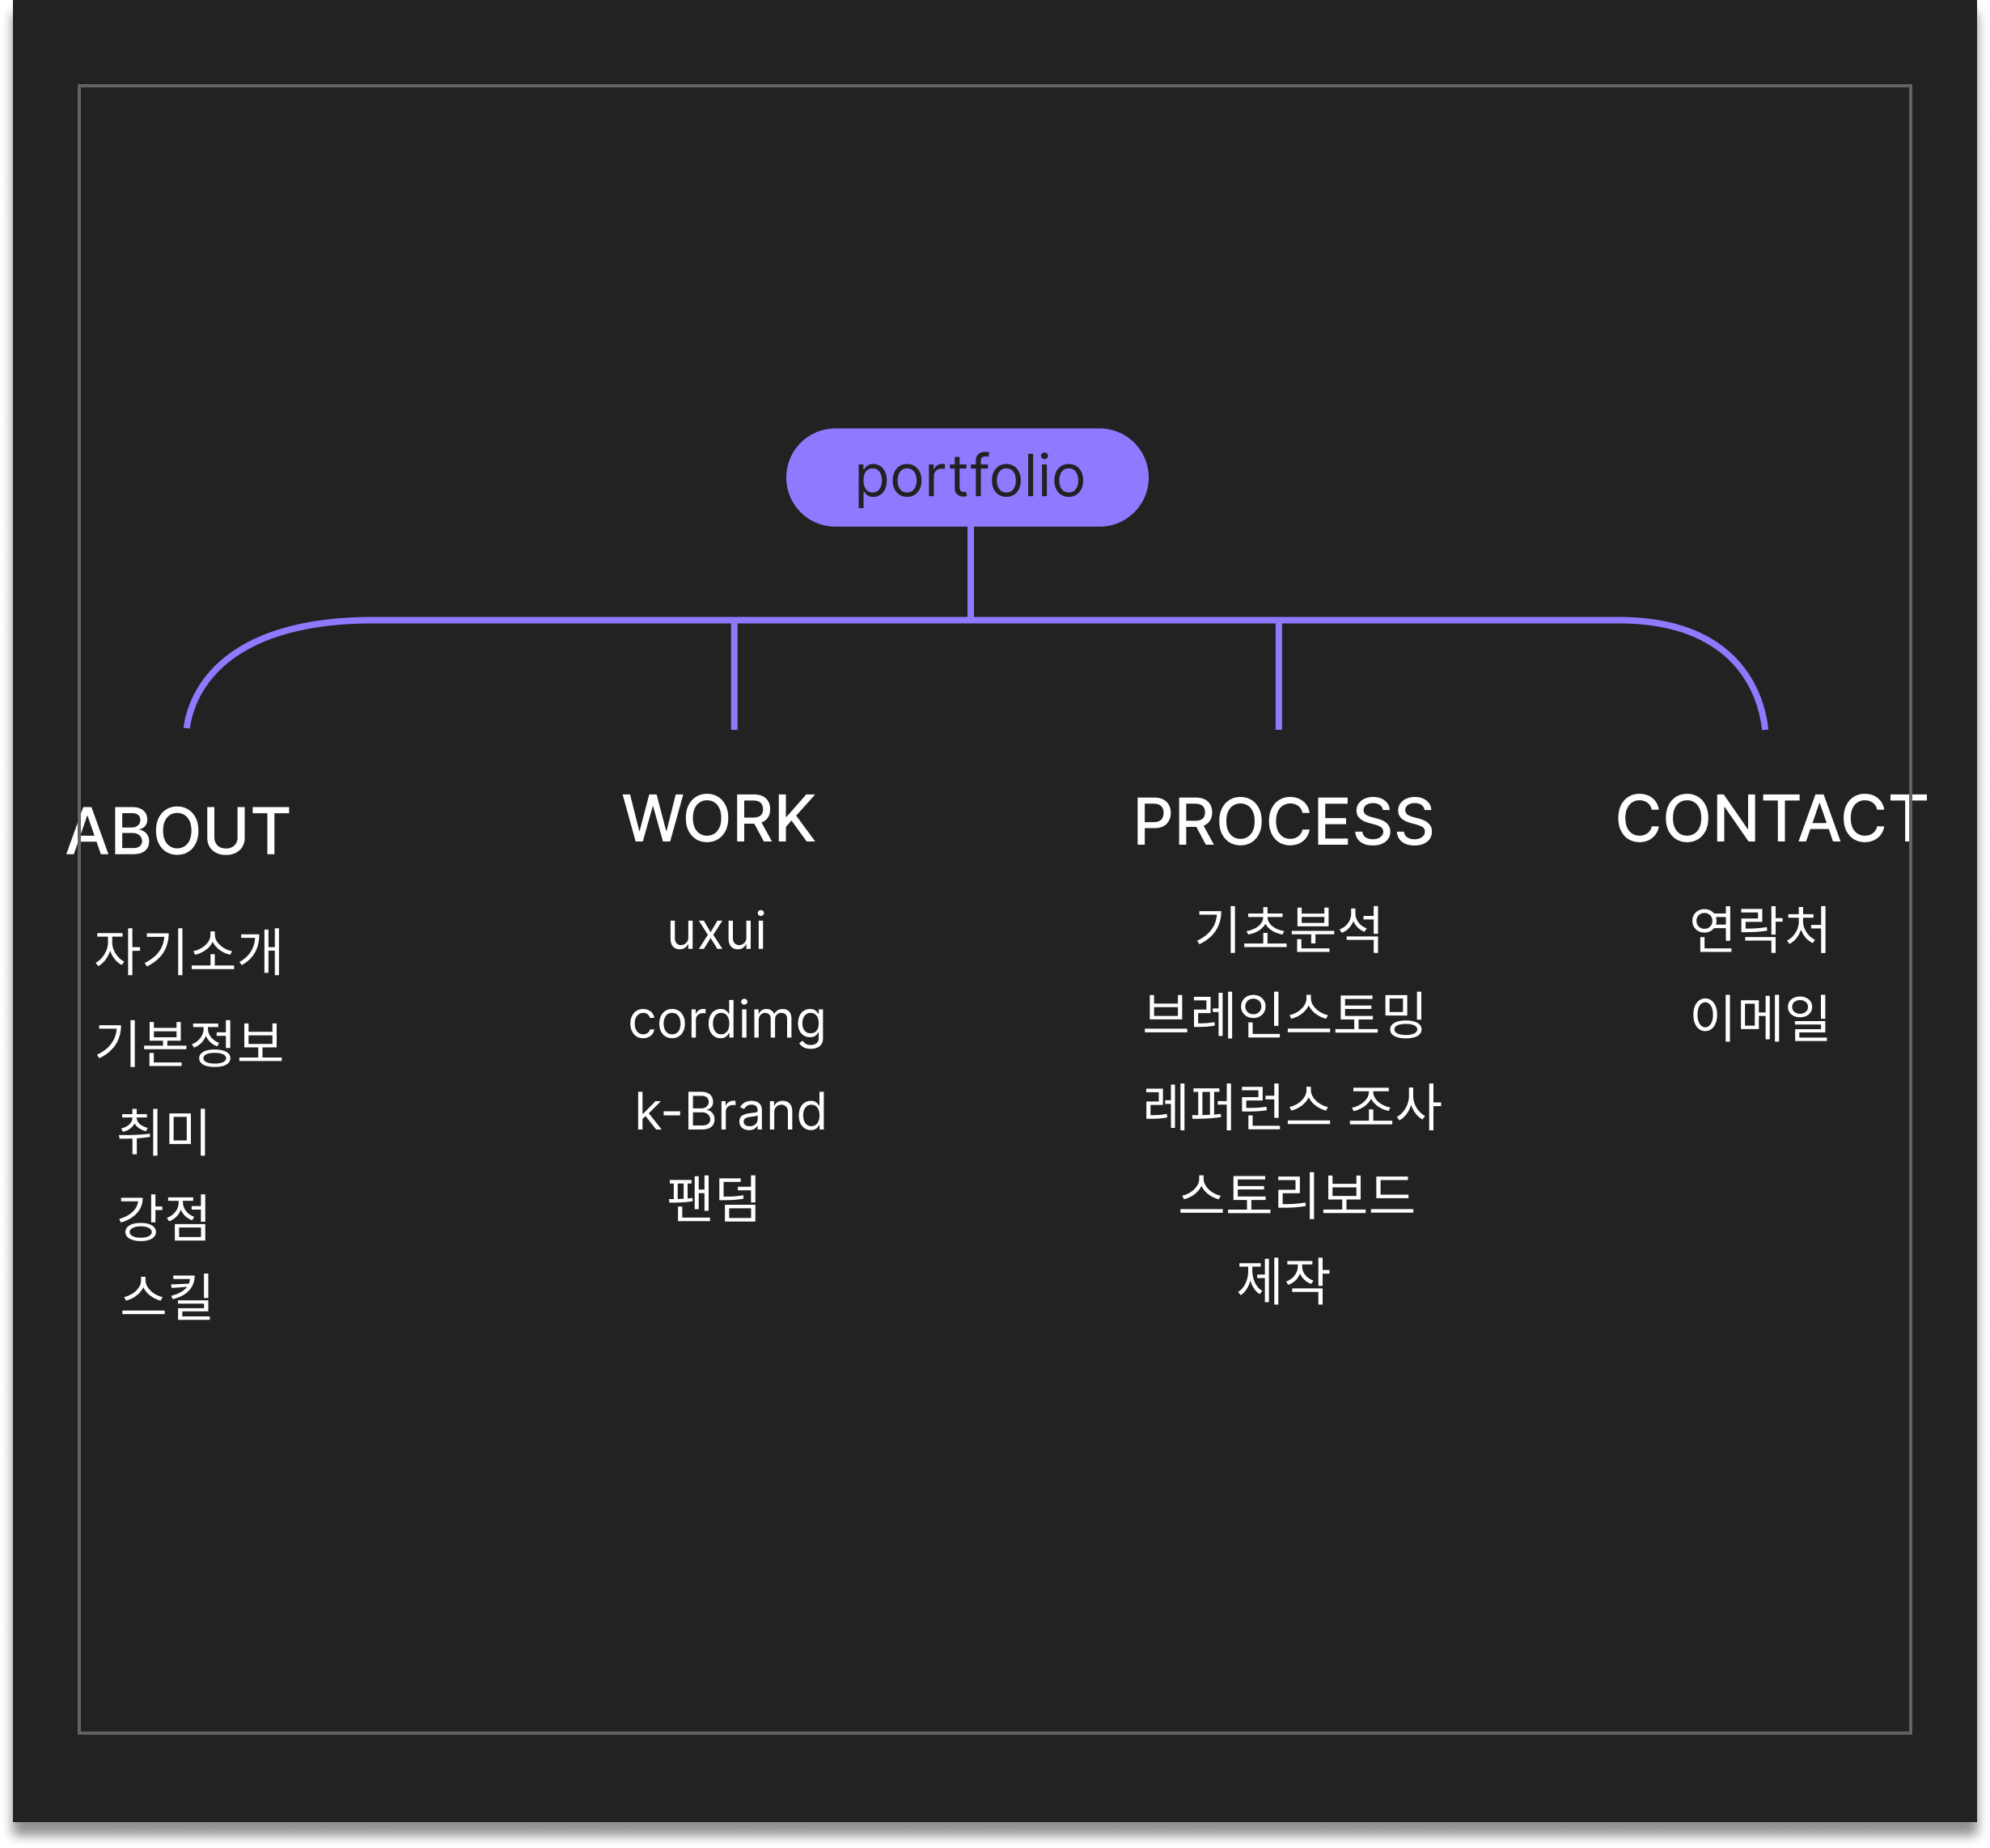 portfolio
ABOUT
자기소개
기본정보
취미
강점
스킬
WORK
uxui
cordimg
k-Brand
팬덤
PROCESS
기초분석
브레인스토밍
레퍼런스 조사
스토리보드
제작
CONTACT
연락처
이메일